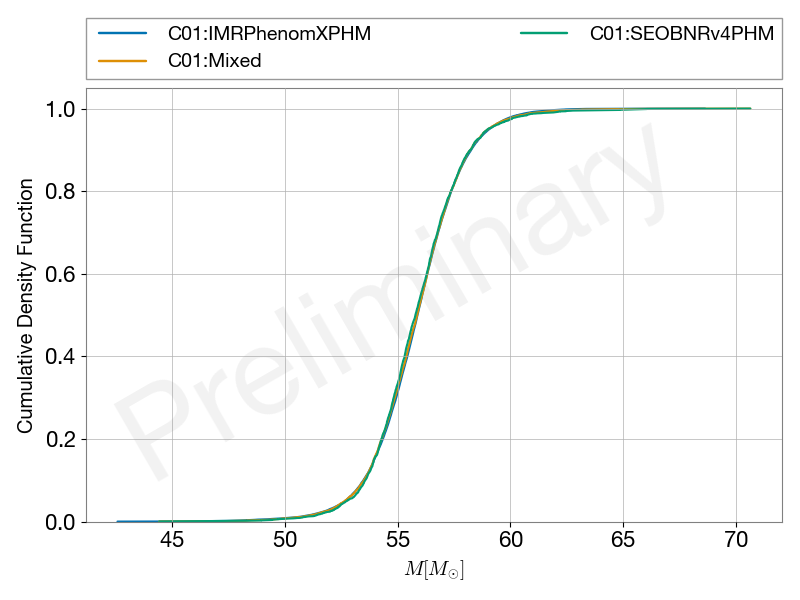 C01:IMRPhenomXPHM
C01:SEOBNRv4PHM
C01:Mixed
Preliminary
Cumulative Density Function
1.0
0.8
0.6
0.4
0.2
0.0
45 50 55 60 65 70
M[M⊙]